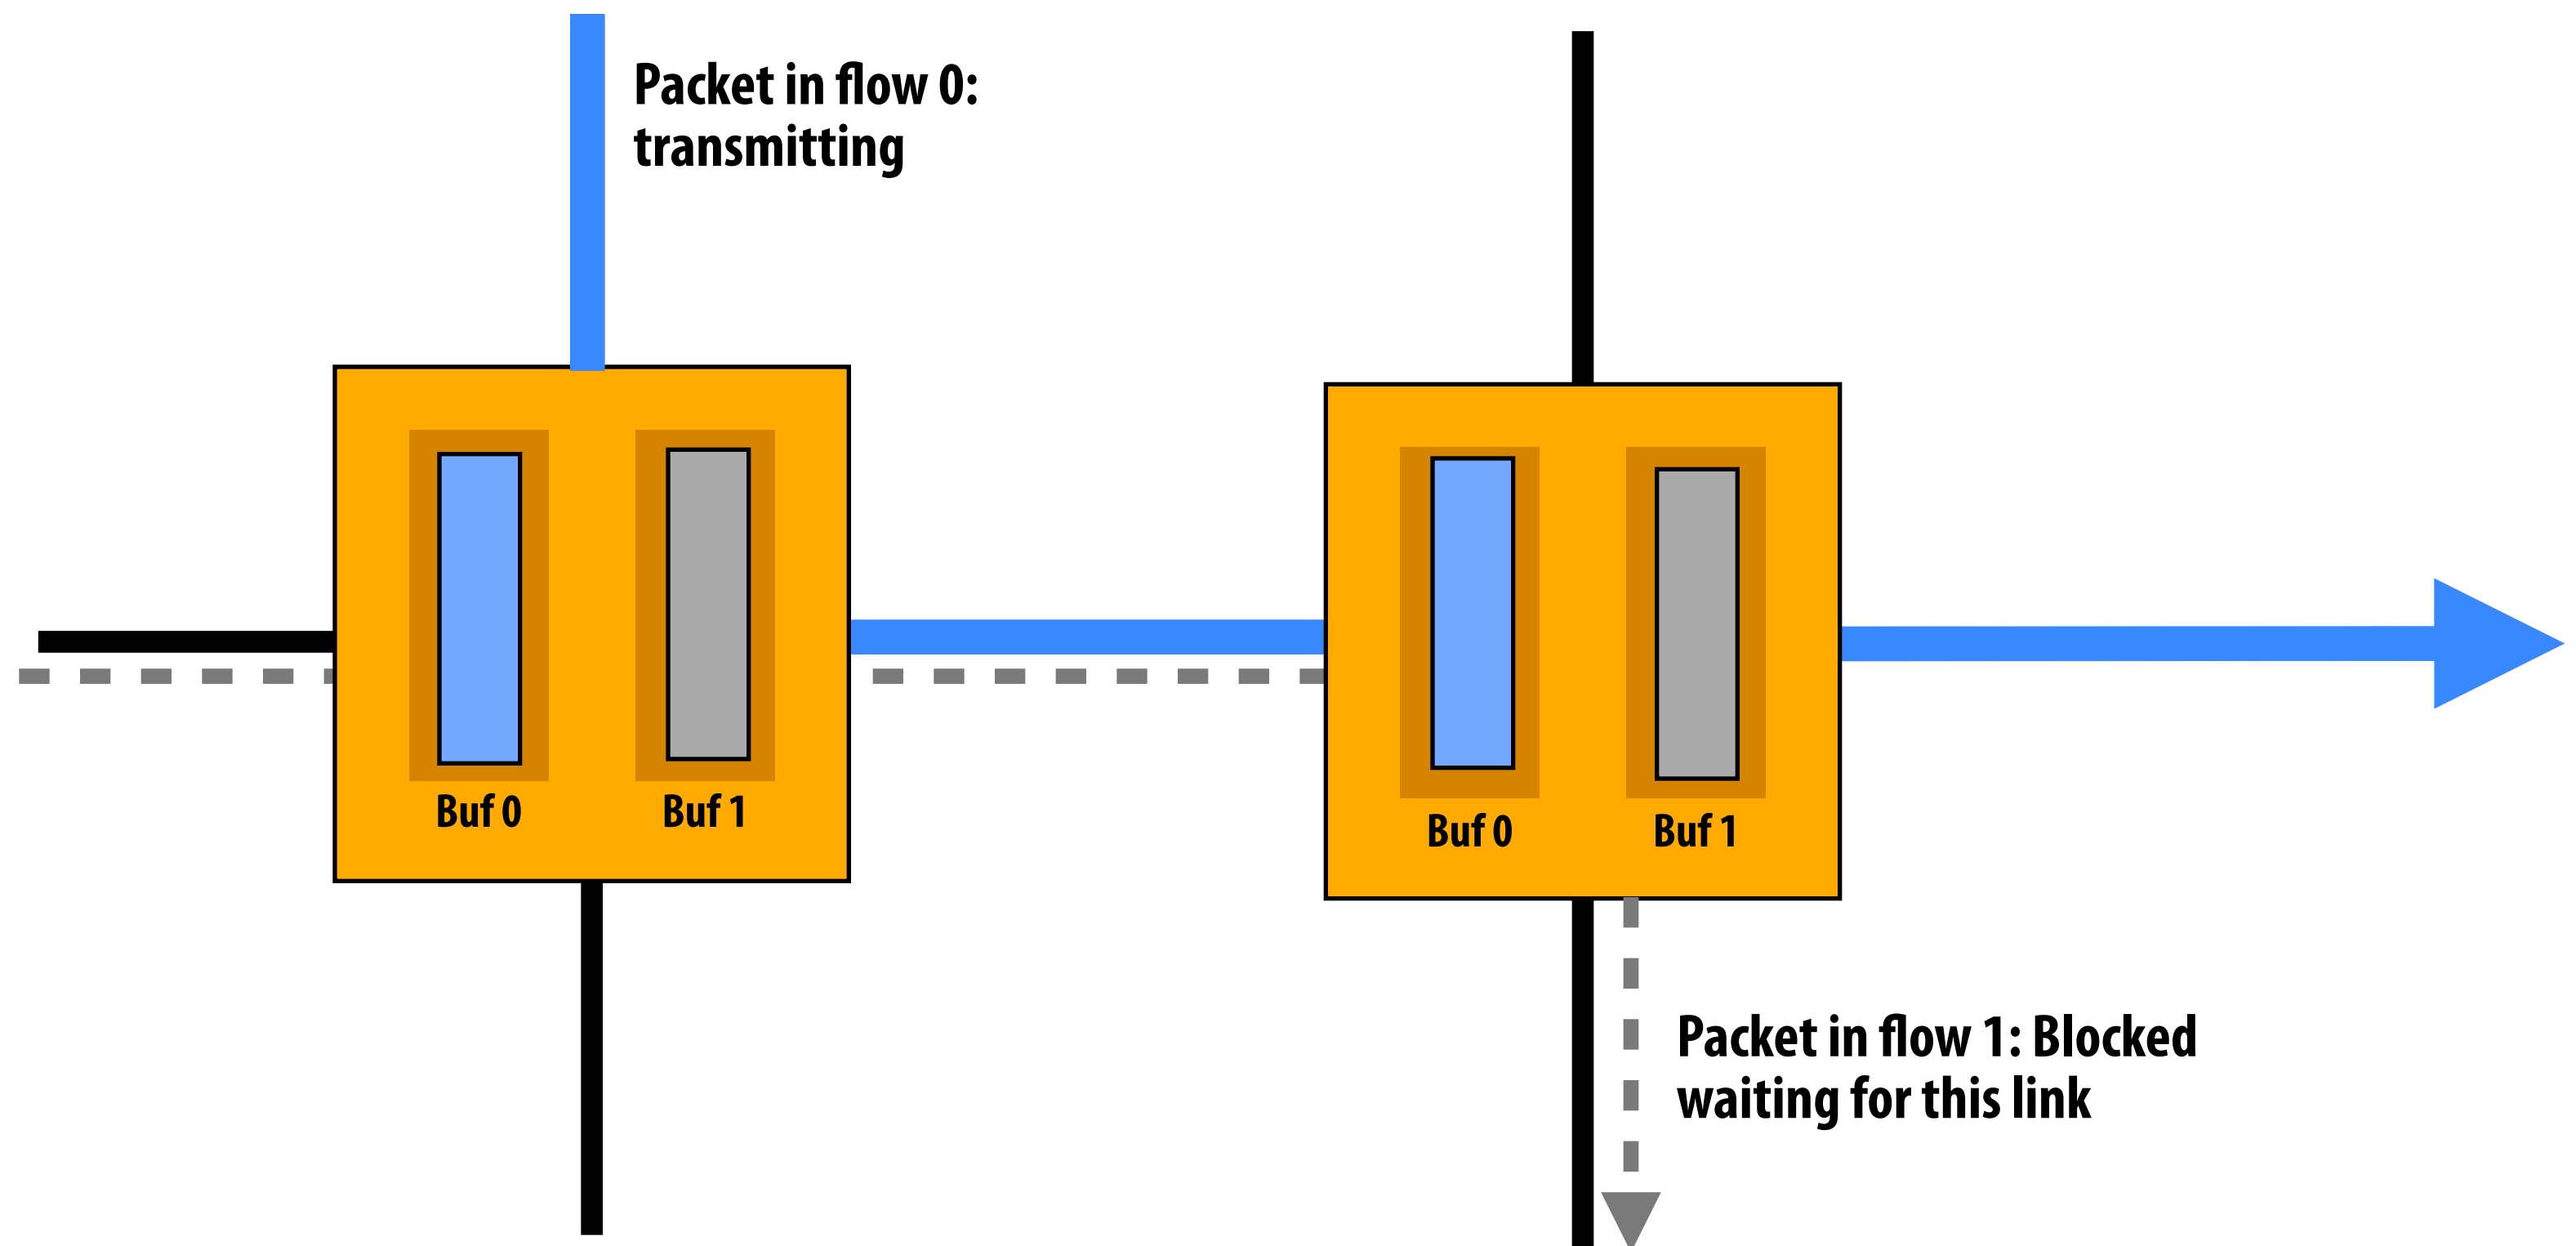 Packet in flow 0:
transmitting
Buf 0
Buf 1
Buf 0
Buf 1
Packet in flow 1: Blocked
waiting for this link